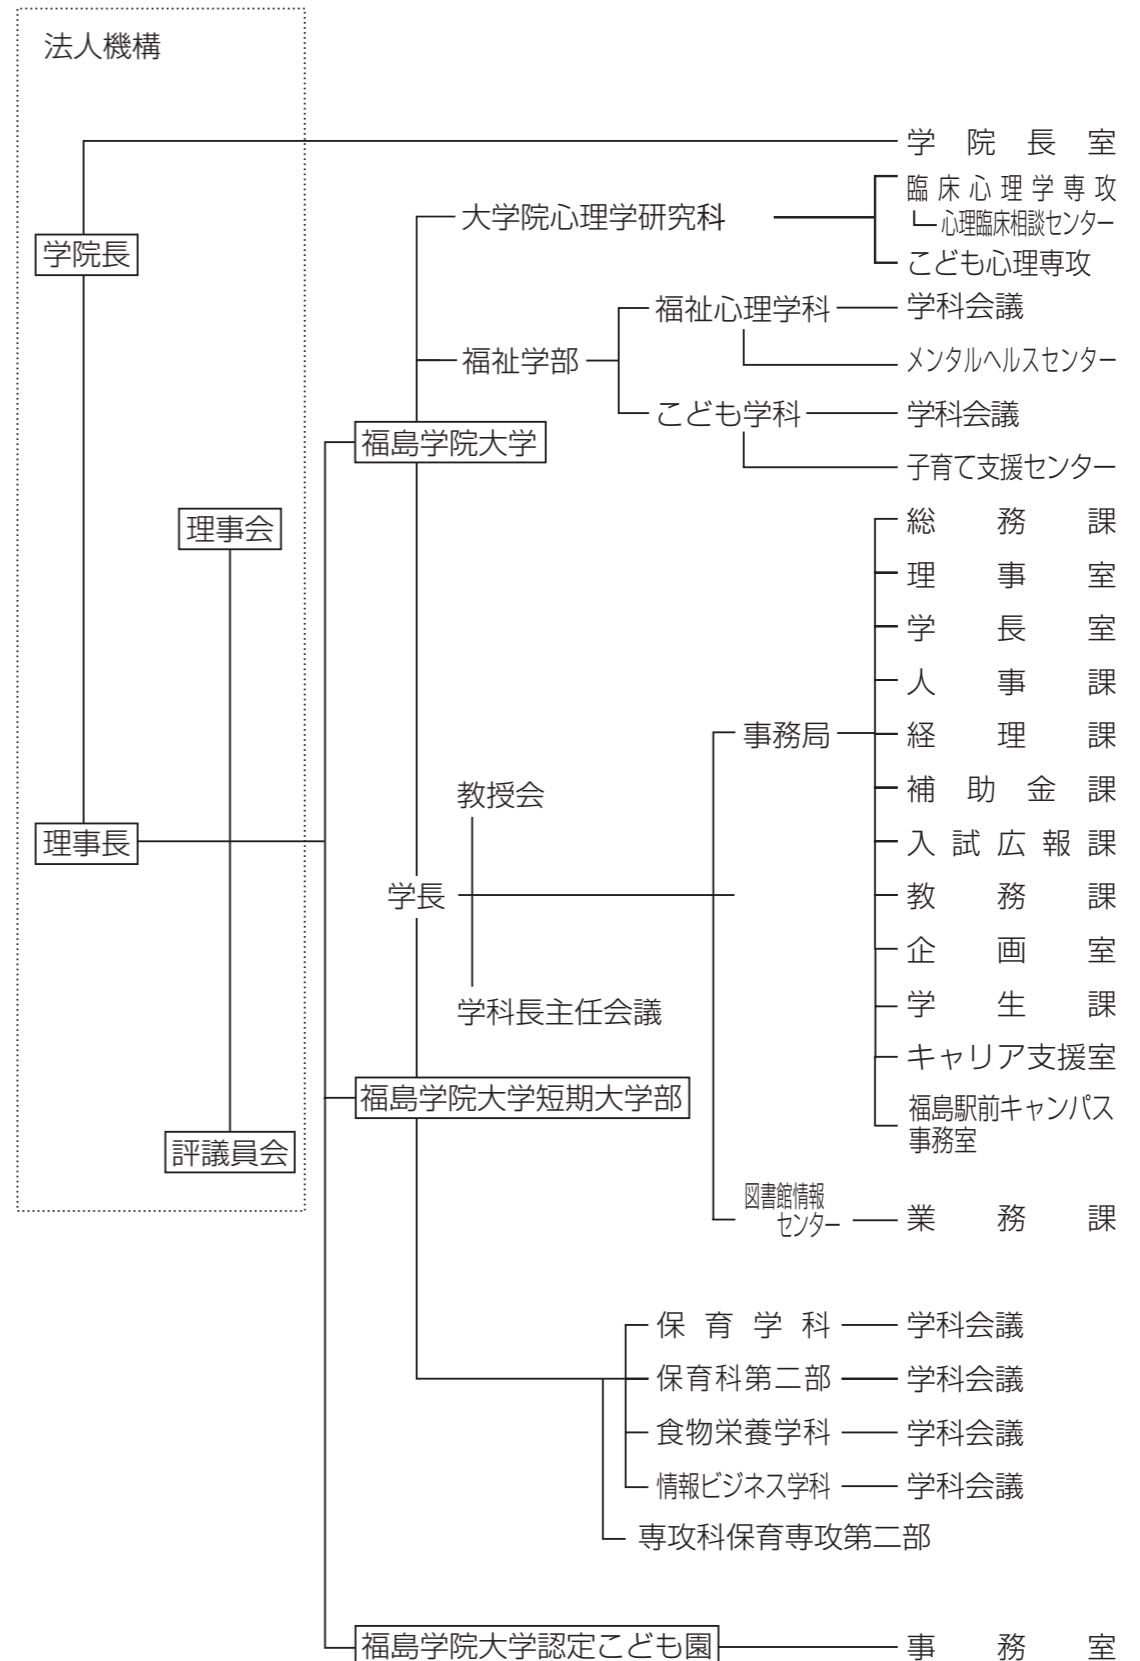 法人機構
学院長室
臨床心理学専攻
大学院心理学研究科
心理臨床相談センター
学院長
こども心理専攻
福祉心理学科
学科会議
福祉学部
メンタルヘルスセンター
こども学科
学科会議
福島学院大学
子育て支援センター
総務課
理事会
理事室
学長室
人事課
事務局
経理課
教授会
補助金課
理事長
入試広報課
学長
教務課
企画室
学科長主任会議
学生課
キャリア支援室
福島学院大学短期大学部
福島駅前キャンパス
事務室
評議員会
図書館情報
センター
業務課
保育学科
学科会議
保育科第二部
学科会議
食物栄養学科
学科会議
情報ビジネス学科
学科会議
専攻科保育専攻第二部
福島学院大学認定こども園
事務室